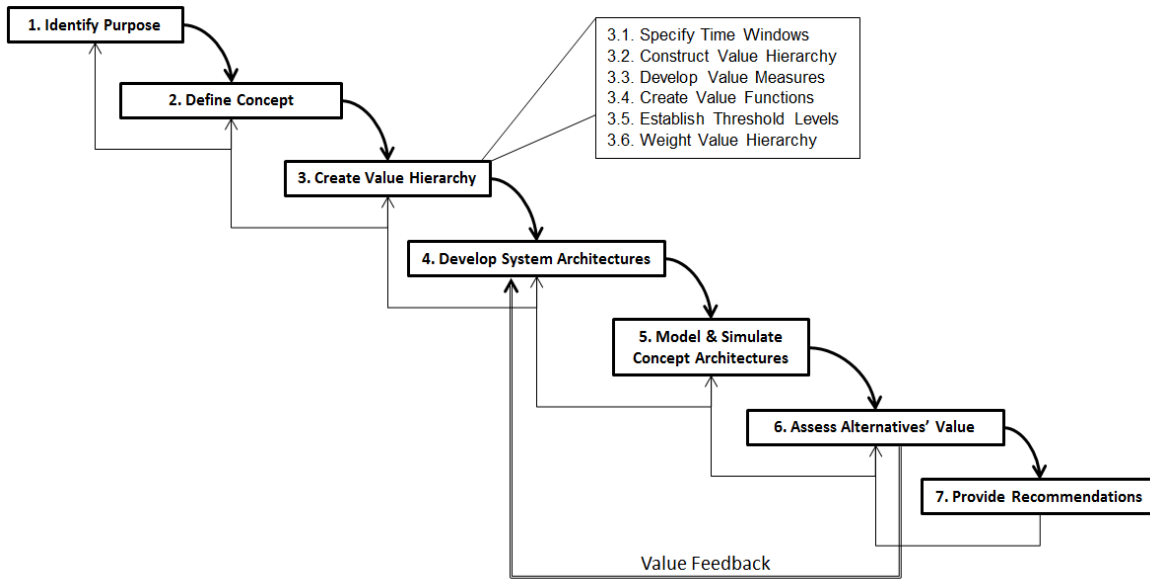 1. Identify Purpose
3.1. Specify Time Windows
3.2. Construct Value Hierarchy
3.3. Develop Value Measures
3.4. Create Value Functions
3.5. Establish Threshold Levels
3.6. Weight Value Hierarchy
2. Define Concept
3. Create Value Hierarchy
4. Develop System Architectures
5. Model & Simulate
Concept Architectures
6. Assess Alternatives’ Value
7. Provide Recommendations
Value Feedback